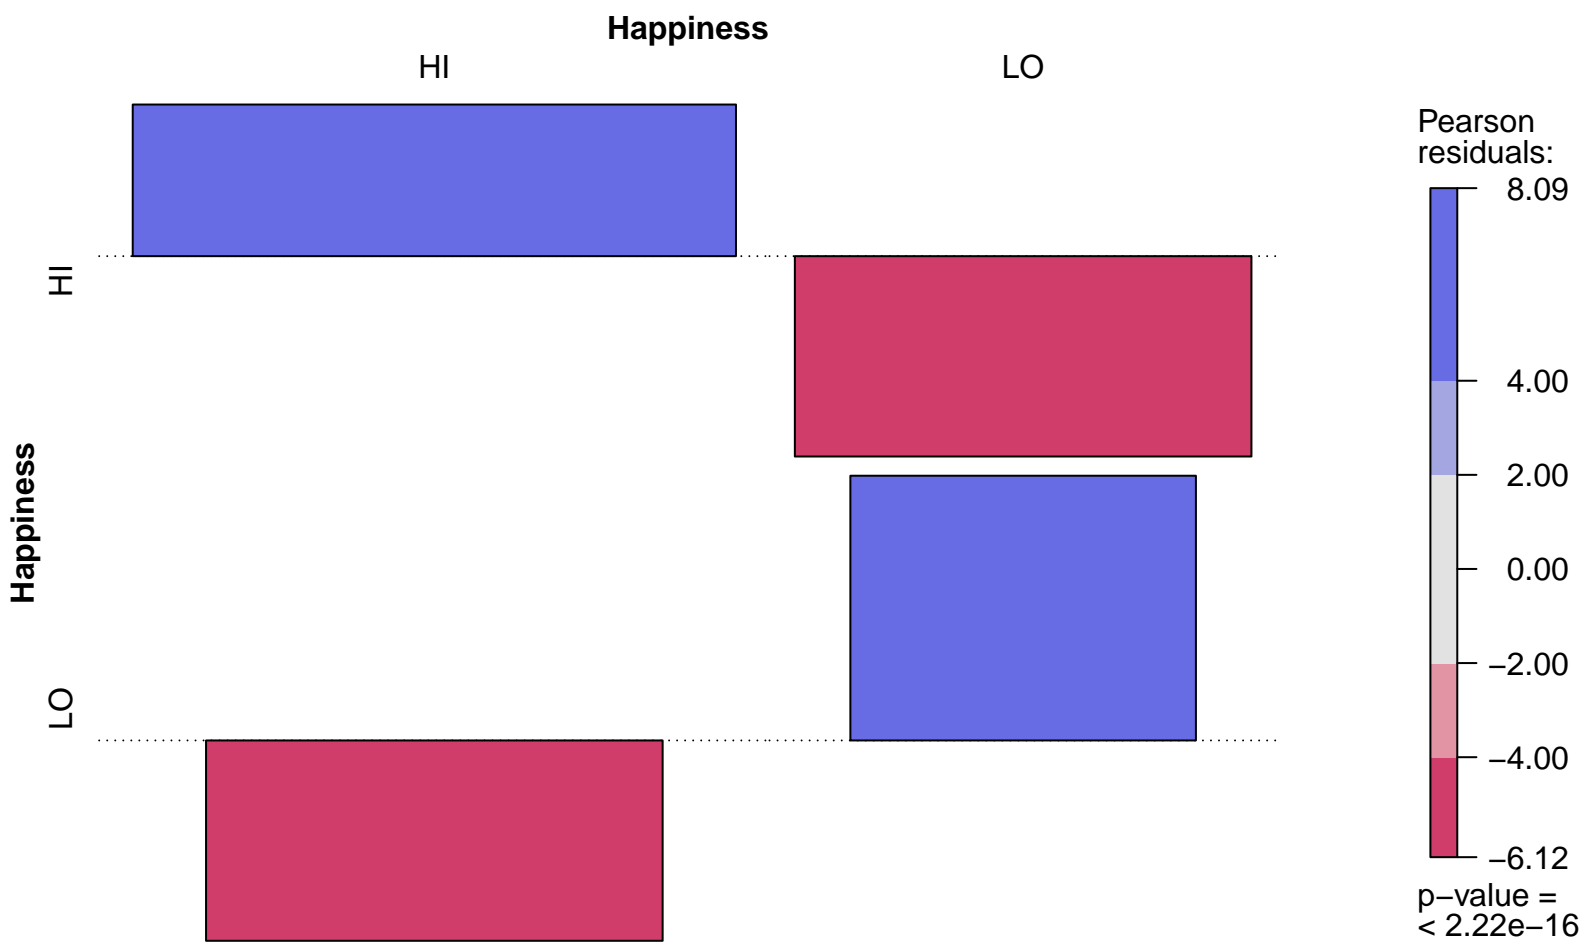 Happiness
HI
LO
HI
LO
Happiness
Pearson
residuals:
8.09
4.00
2.00
0.00
−2.00
−4.00
−6.12
p−value =
< 2.22e−16